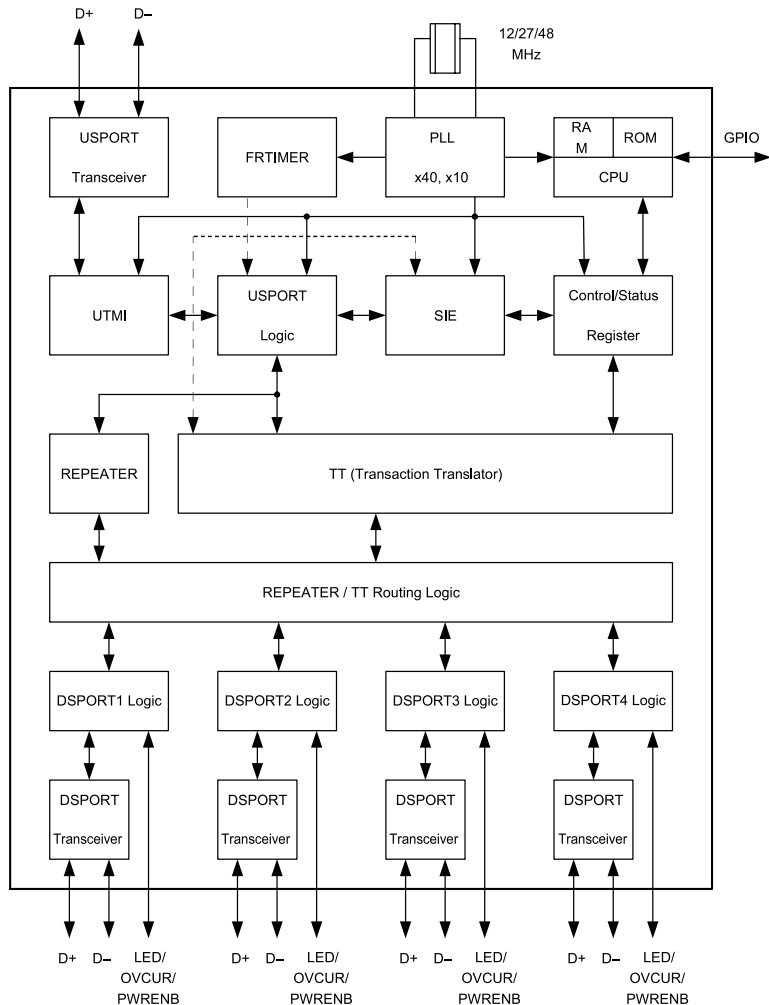 D+
D–
12/27/48
MHz
USPORT
Transceiver
FRTIMER
PLL
x40, x10
RA
M
ROM
CPU
GPIO
UTMI
USPORT
Logic
SIE
Control/Status
Register
REPEATER
TT (Transaction Translator)
REPEATER / TT Routing Logic
DSPORT1 Logic
DSPORT2 Logic
DSPORT3 Logic
DSPORT4 Logic
DSPORT
Transceiver
DSPORT
Transceiver
DSPORT
Transceiver
DSPORT
Transceiver
D+
D–
LED/
OVCUR/
PWRENB
D+
D–
LED/
OVCUR/
PWRENB
D+
D–
LED/
OVCUR/
PWRENB
D+
D–
LED/
OVCUR/
PWRENB